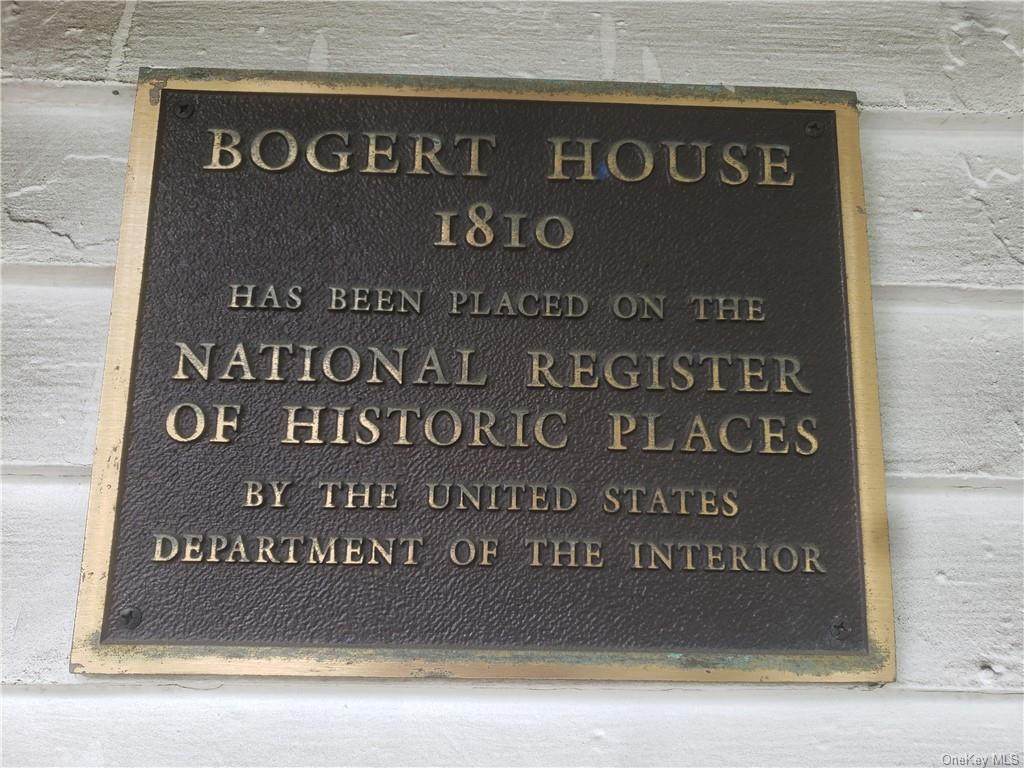 BOGERT HOUSE
1810
HAS BEEN PLACED ON THE
NATIONAL REGISTER
OF HISTORIC PLACES
BY THE UNITED STATES
DEPARTMENT OF THE INTERIOR
OneKey MLS